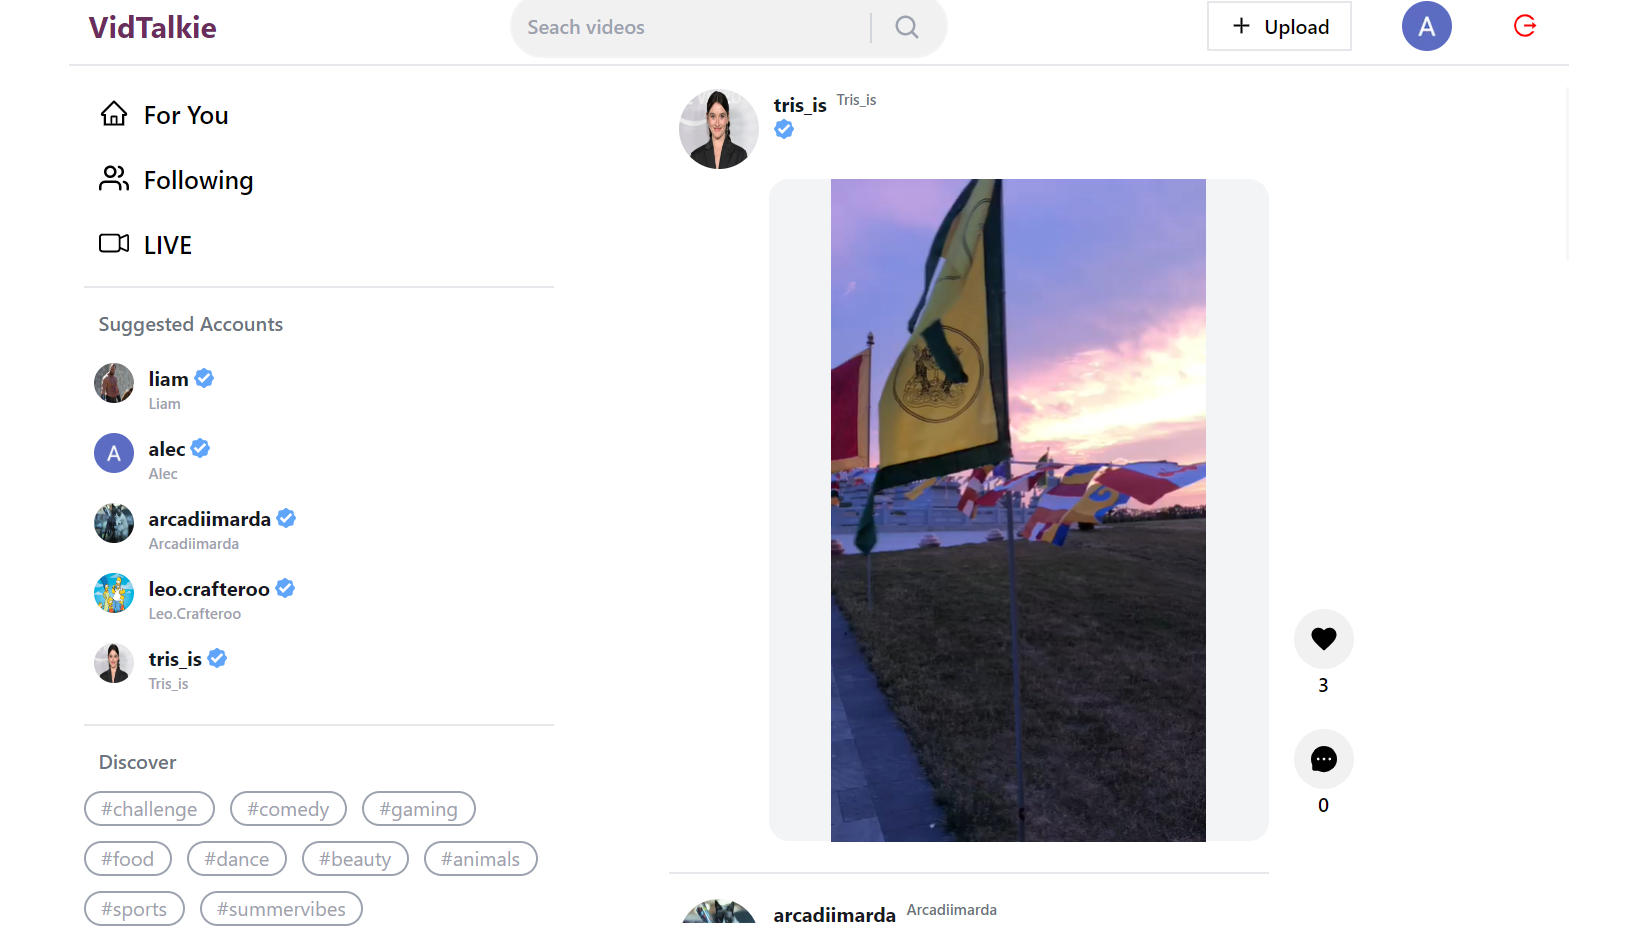 VidTalkie
Seach videos
Upload
A
For You
Following
LIVE
Suggested Accounts
liam
Liam
A
alec
Alec
arcadiimarda
Arcadiimarda
leo.crafteroo
Leo.Crafteroo
tris_is
Tris_is
Discover
#challenge #comedy #gaming
#food #dance #beauty #animals
#sports #summervibes
tris_is Tris_is
3
0
arcadiimarda Arcadiimarda